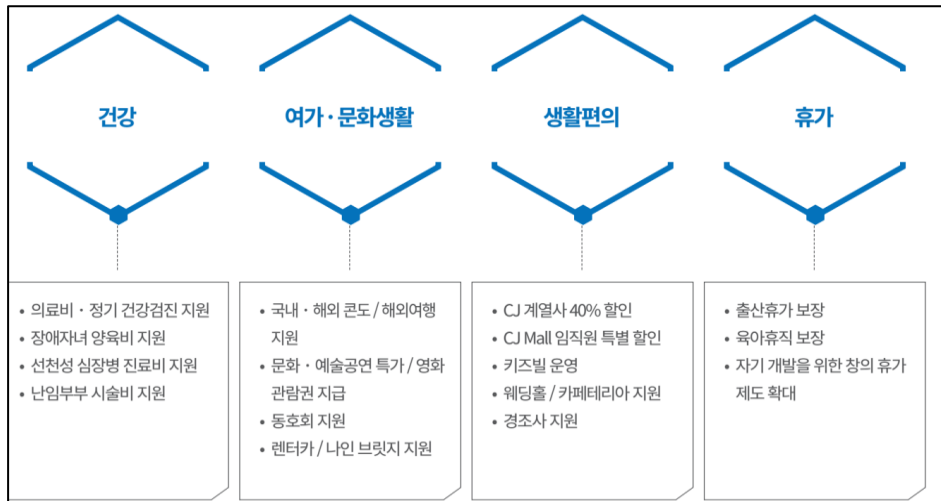 건강
여가 · 문화생활
생활편의
휴가
• 의료비 · 정기 건강검진 지원
• 장애자녀 양육비 지원
• 선천성 심장병 진료비 지원
• 난임부부 시술비 지원
• 국내 · 해외 콘도 / 해외여행
지원
• 문화 · 예술공연 특가 / 영화
관람권 지급
• 동호회 지원
• 렌터카 / 나인 브릿지 지원
• CJ 계열사 40% 할인
• CJ Mall 임직원 특별 할인
• 키즈빌 운영
• 웨딩홀 / 카페테리아 지원
• 경조사 지원
• 출산휴가 보장
• 육아휴직 보장
• 자기 개발을 위한 창의 휴가
제도 확대